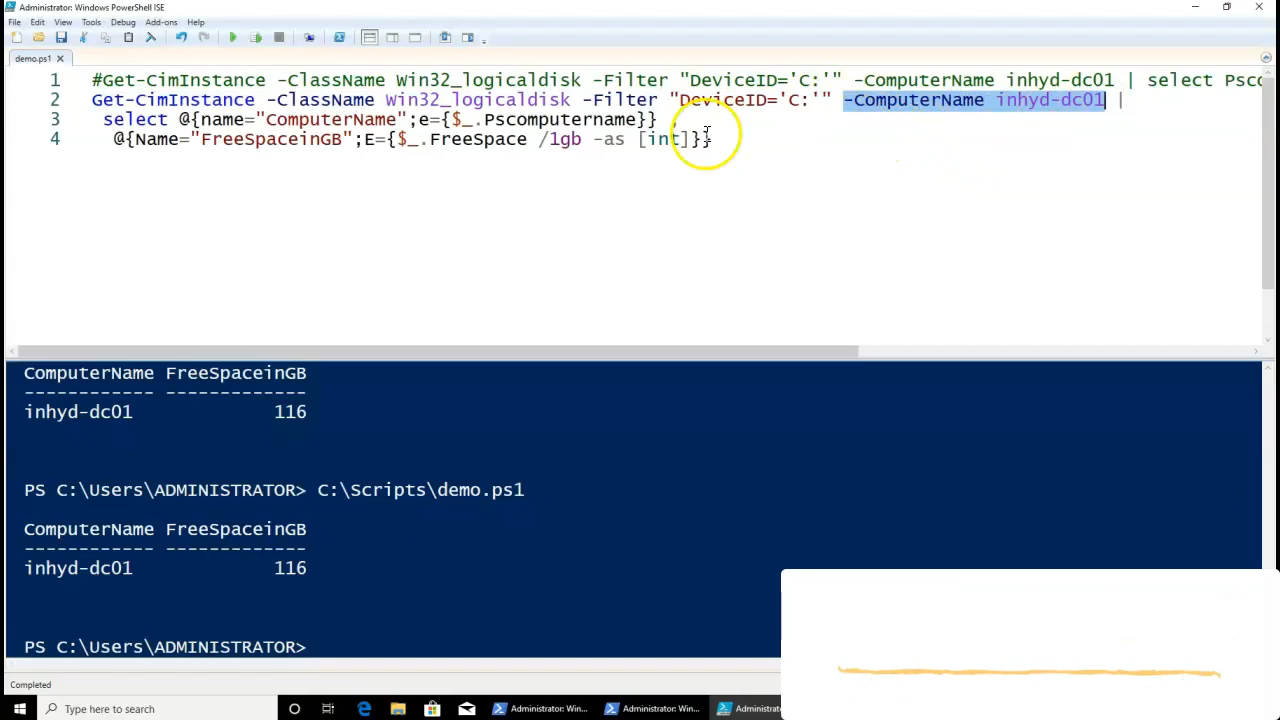 Administrator: Windows PowerShell ISE
File Edit View Tools Debug Add-ons Help
demo.ps1
1 #Get-CimInstance -ClassName Win32_logicaldisk -Filter "DeviceID='C:'" -ComputerName inhyd-dc01 | select Psco
2 Get-CimInstance -ClassName Win32_logicaldisk -Filter "DeviceID='C:'" -ComputerName inhyd-dc01 |
3 select @{name="ComputerName";e={$_.Pscomputername}} ,
4 @{Name="FreeSpaceinGB";E={$_.FreeSpace /1gb -as [int]}}
ComputerName FreeSpaceinGB
------------ -------------
inhyd-dc01 116
PS C:\Users\ADMINISTRATOR> C:\Scripts\demo.ps1
ComputerName FreeSpaceinGB
------------ -------------
inhyd-dc01 116
PS C:\Users\ADMINISTRATOR>
Completed
Type here to search
Administrator: Win...
Administrator: Win...
Administr